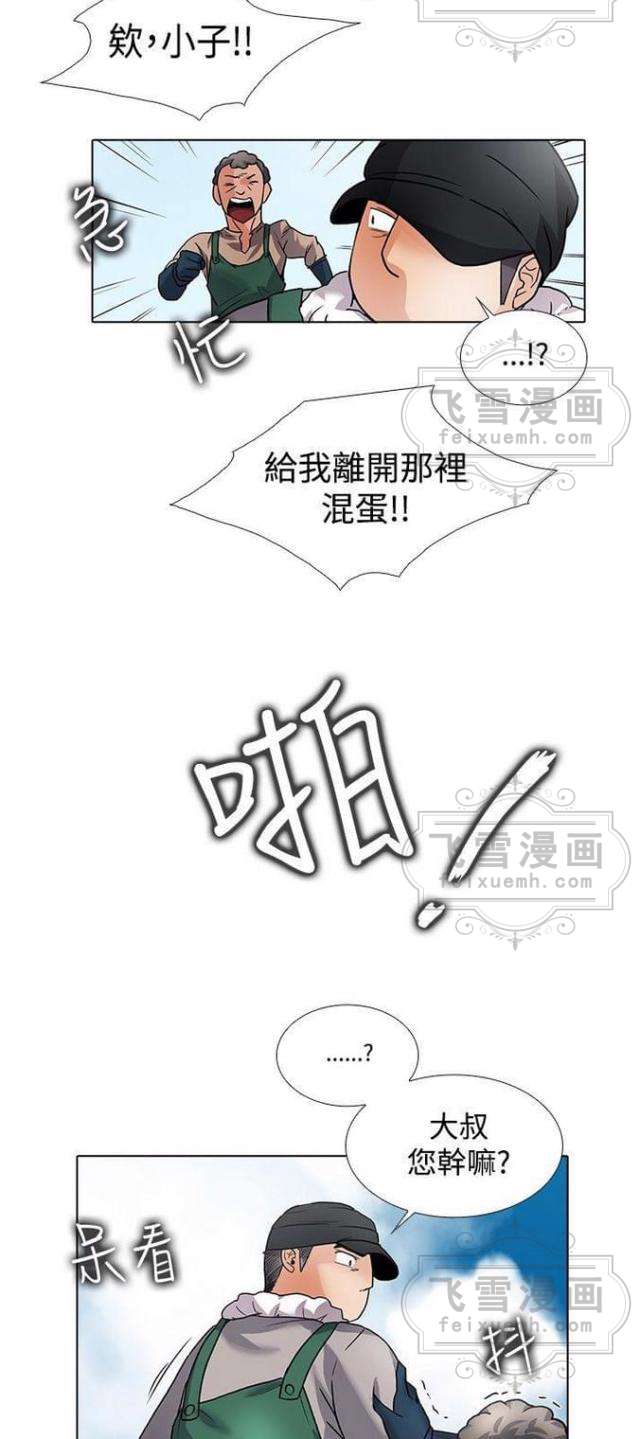 欸，小子!!
急
忙
...!?
飞雪漫画
feixuemh.com
給我離開那裡
混蛋!!
啪！
飞雪漫画
feixuemh.com
......?
大叔
您幹嘛?
呆看
飞雪漫画
feixuemh.com
抖